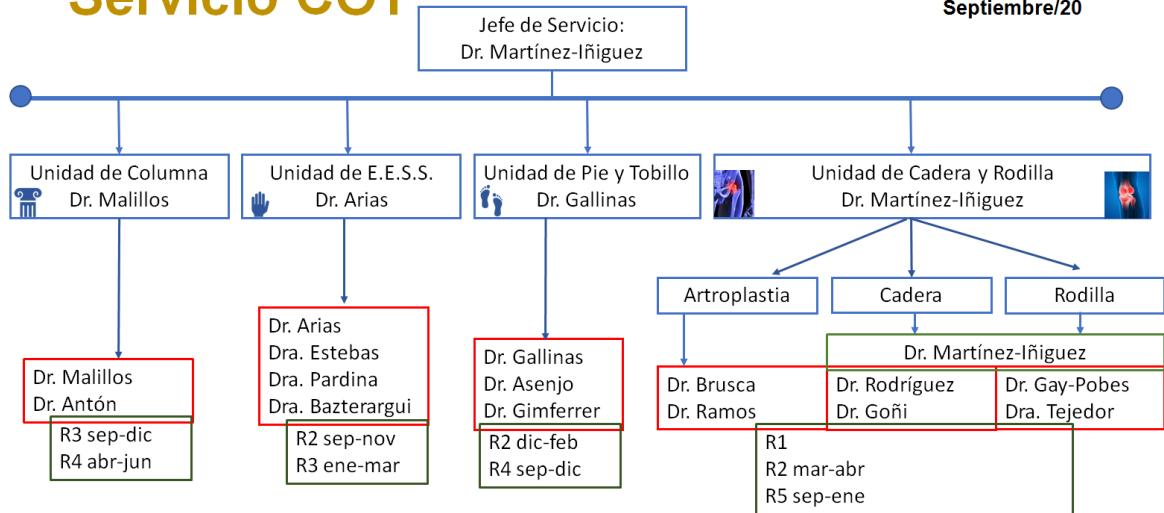 Servicio COT
Septiembre/20
Jefe de Servicio:
Dr. Martínez-Iñiguez
Unidad de Columna
Dr. Malillos
Unidad de E.E.S.S.
Dr. Arias
Unidad de Pie y Tobillo
Dr. Gallinas
Unidad de Cadera y Rodilla
Dr. Martínez-Iñiguez
Dr. Malillos
Dr. Antón
R3 sep-dic
R4 abr-jun
Dr. Arias
Dra. Estebas
Dra. Pardina
Dra. Bazterargui
R2 sep-nov
R3 ene-mar
Dr. Gallinas
Dr. Asenjo
Dr. Gimferrer
R2 dic-feb
R4 sep-dic
Artroplastia
Cadera
Rodilla
Dr. Martínez-Iñiguez
Dr. Brusca
Dr. Ramos
Dr. Rodríguez
Dr. Goñi
Dr. Gay-Pobes
Dra. Tejedor
R1
R2 mar-abr
R5 sep-ene